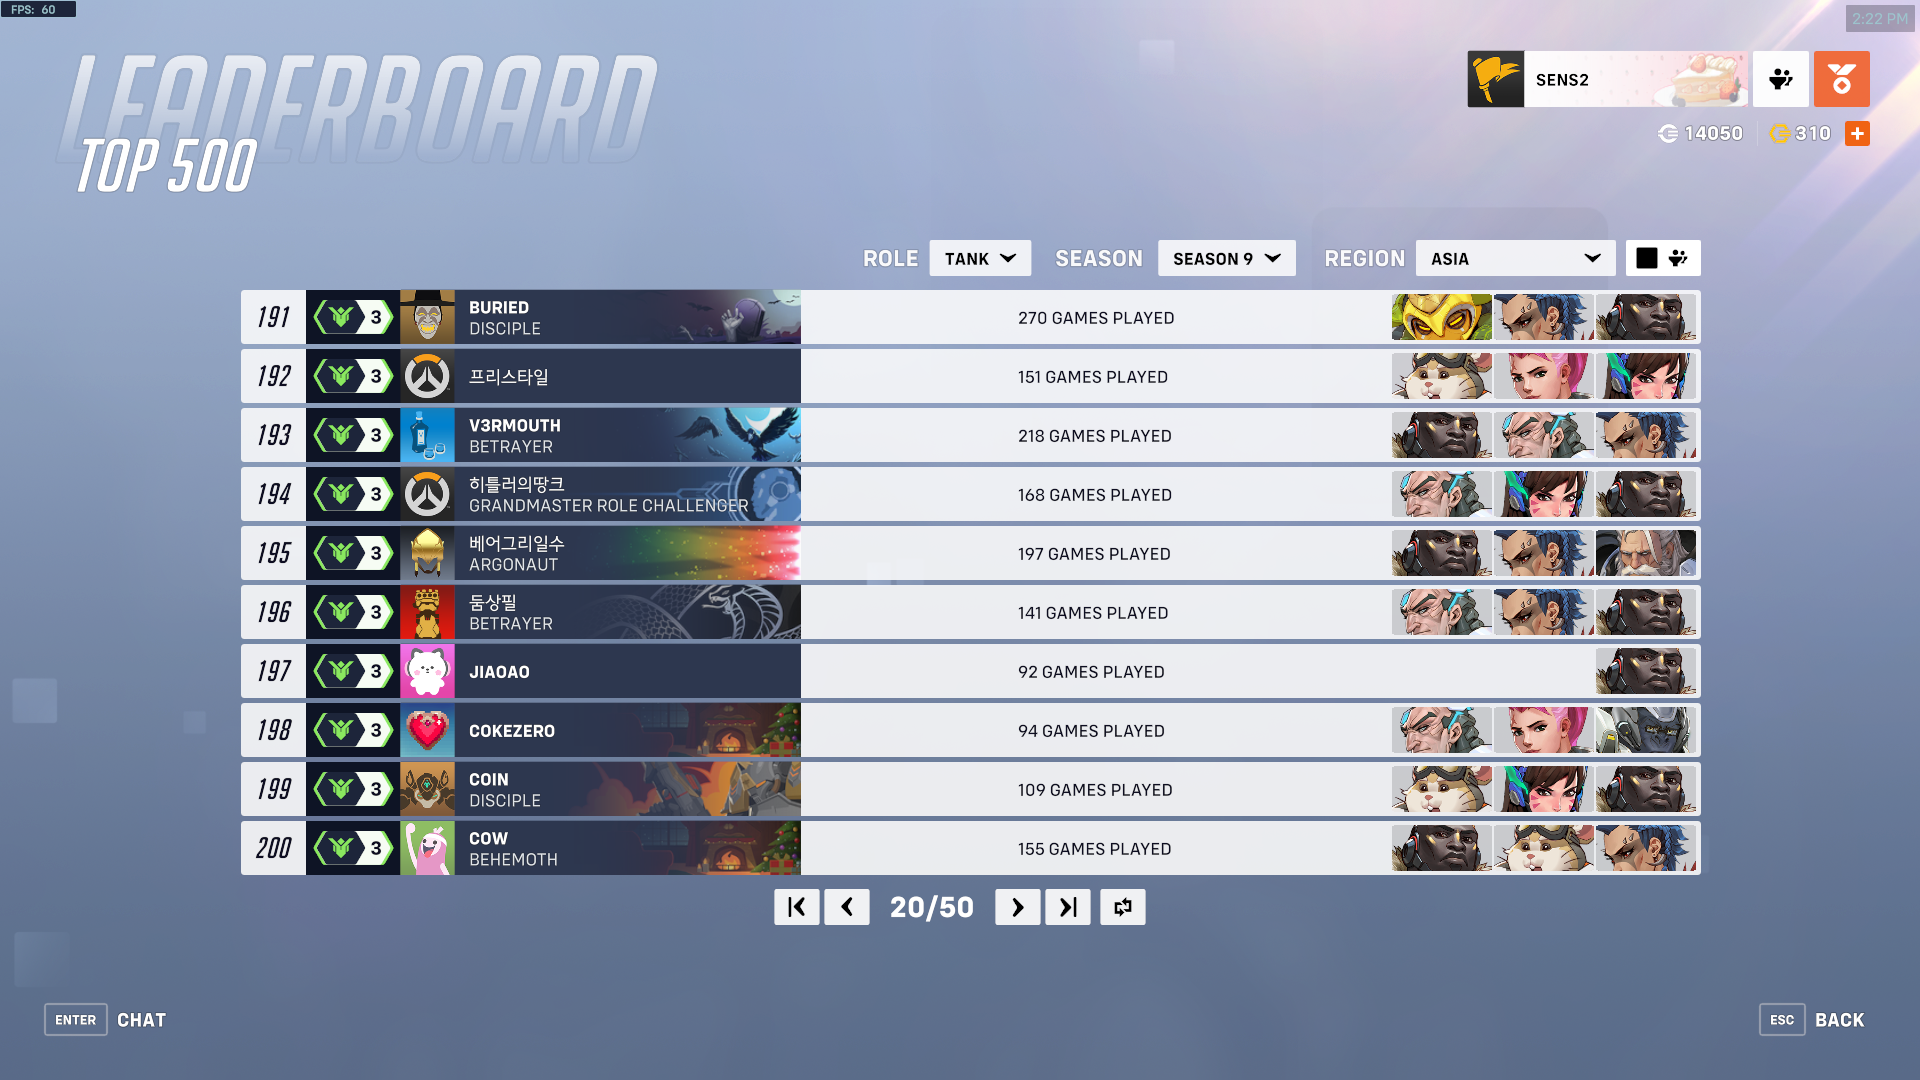 FPS: 60
2:22 PM
LEADERBOARD
TOP 500
SENS2
14050
310
ROLE TANK SEASON SEASON 9 REGION ASIA
191 3 BURIED 270 GAMES PLAYED
DISCIPLE
192 3 프리스타일 151 GAMES PLAYED
193 3 V3RMOUTH 218 GAMES PLAYED
BETRAYER
194 3 히틀러의땅크 168 GAMES PLAYED
GRANDMASTER ROLE CHALLENGER
195 3 베어그리일수 197 GAMES PLAYED
ARGONAUT
196 3 둠상필 141 GAMES PLAYED
BETRAYER
197 3 JIAOAO 92 GAMES PLAYED
198 3 COKEZERO 94 GAMES PLAYED
199 3 COIN 109 GAMES PLAYED
DISCIPLE
200 3 COW 155 GAMES PLAYED
BEHEMOTH
20/50
ENTER CHAT
ESC BACK